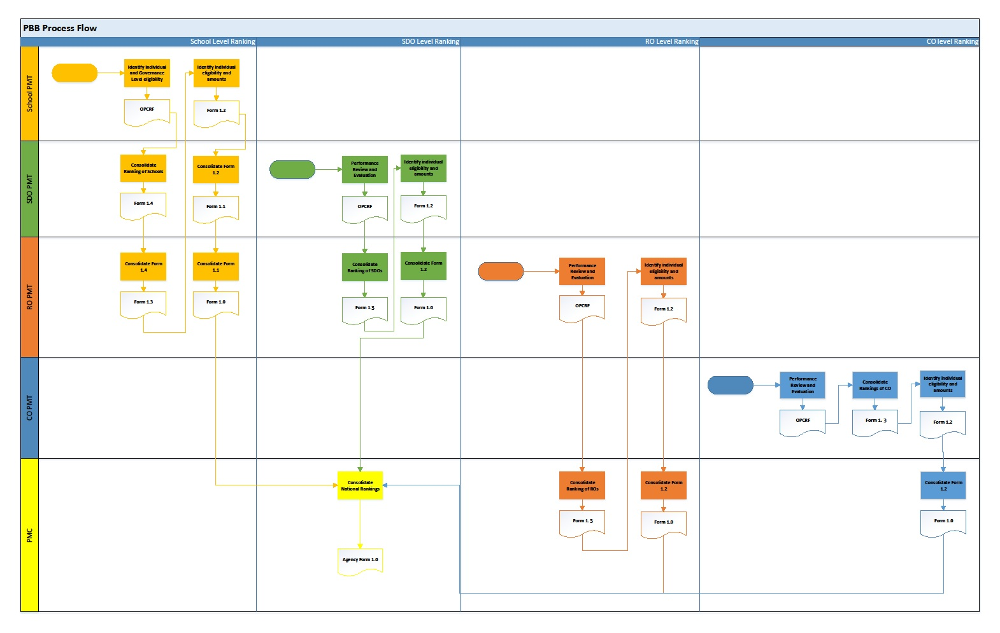 PBB Process Flow
School Level Ranking
SDO Level Ranking
RO Level Ranking
CO level Ranking
School PMT
Identify individual
and Governance
Level eligibility
OPCRF
Identify individual
eligibility and
amounts
Form 1.2
SDO PMT
Consolidate
Ranking of Schools
Form 1.4
Consolidate Form
1.2
Form 1.1
Performance
Review and
Evaluation
OPCRF
Identify individual
eligibility and
amounts
Form 1.2
RO PMT
Consolidate Form
1.4
Form 1.3
Consolidate Form
1.1
Form 1.0
Consolidate
Ranking of SDOs
Form 1.3
Consolidate Form
1.2
Form 1.0
Performance
Review and
Evaluation
OPCRF
Identify individual
eligibility and
amounts
Form 1.2
CO PMT
Performance
Review and
Evaluation
OPCRF
Consolidate
Rankings of CO
Form 1. 3
Identify individual
eligibility and
amounts
Form 1.2
PMC
Consolidate
National Rankings
Agency Form 1.0
Consolidate
Ranking of ROs
Form 1. 3
Consolidate Form
1.2
Form 1.0
Consolidate Form
1.2
Form 1.0